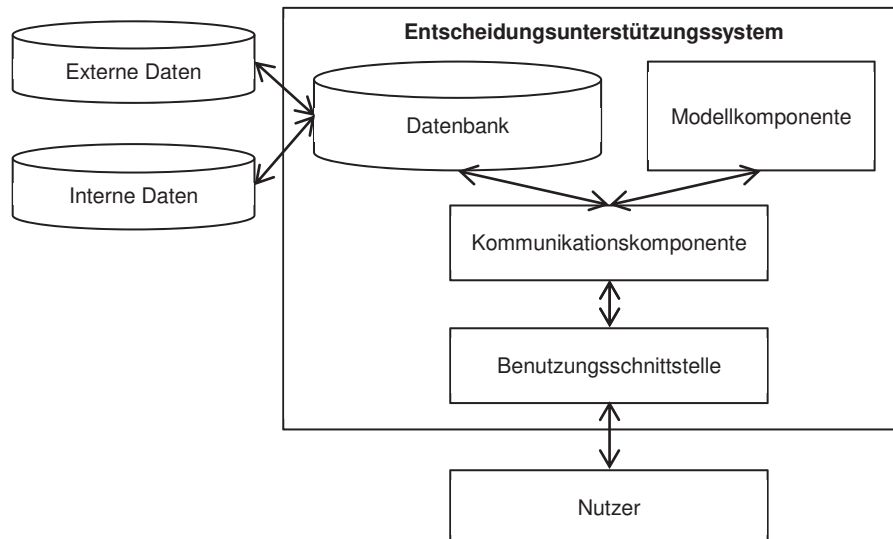 Entscheidungsunterstützungssystem
Externe Daten
Datenbank
Modellkomponente
Interne Daten
Kommunikationskomponente
Benutzungsschnittstelle
Nutzer